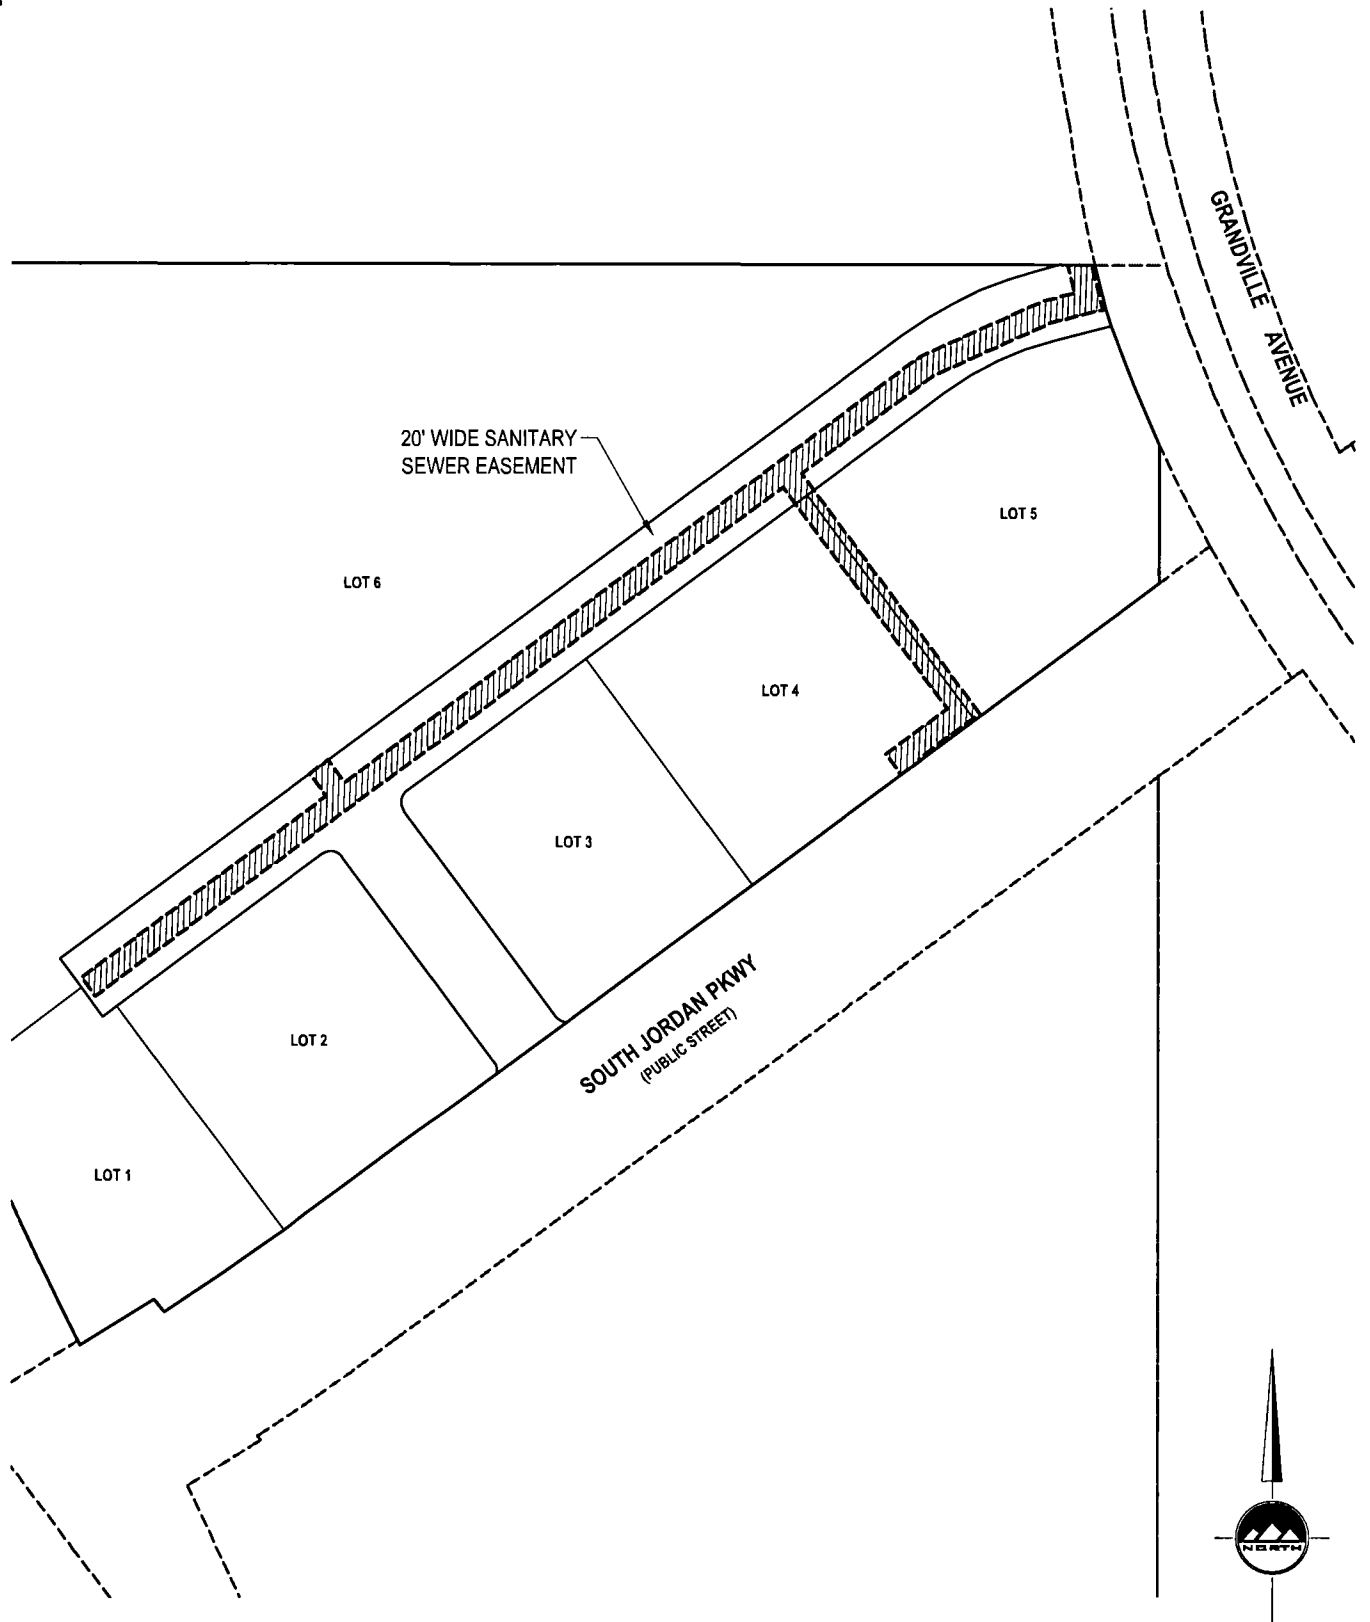 GRANDVILLE AVENUE
20' WIDE SANITARY
SEWER EASEMENT
LOT 5
LOT 6
LOT 4
LOT 3
SOUTH JORDAN PKWY
(PUBLIC STREET)
LOT 2
LOT 1
NORTH